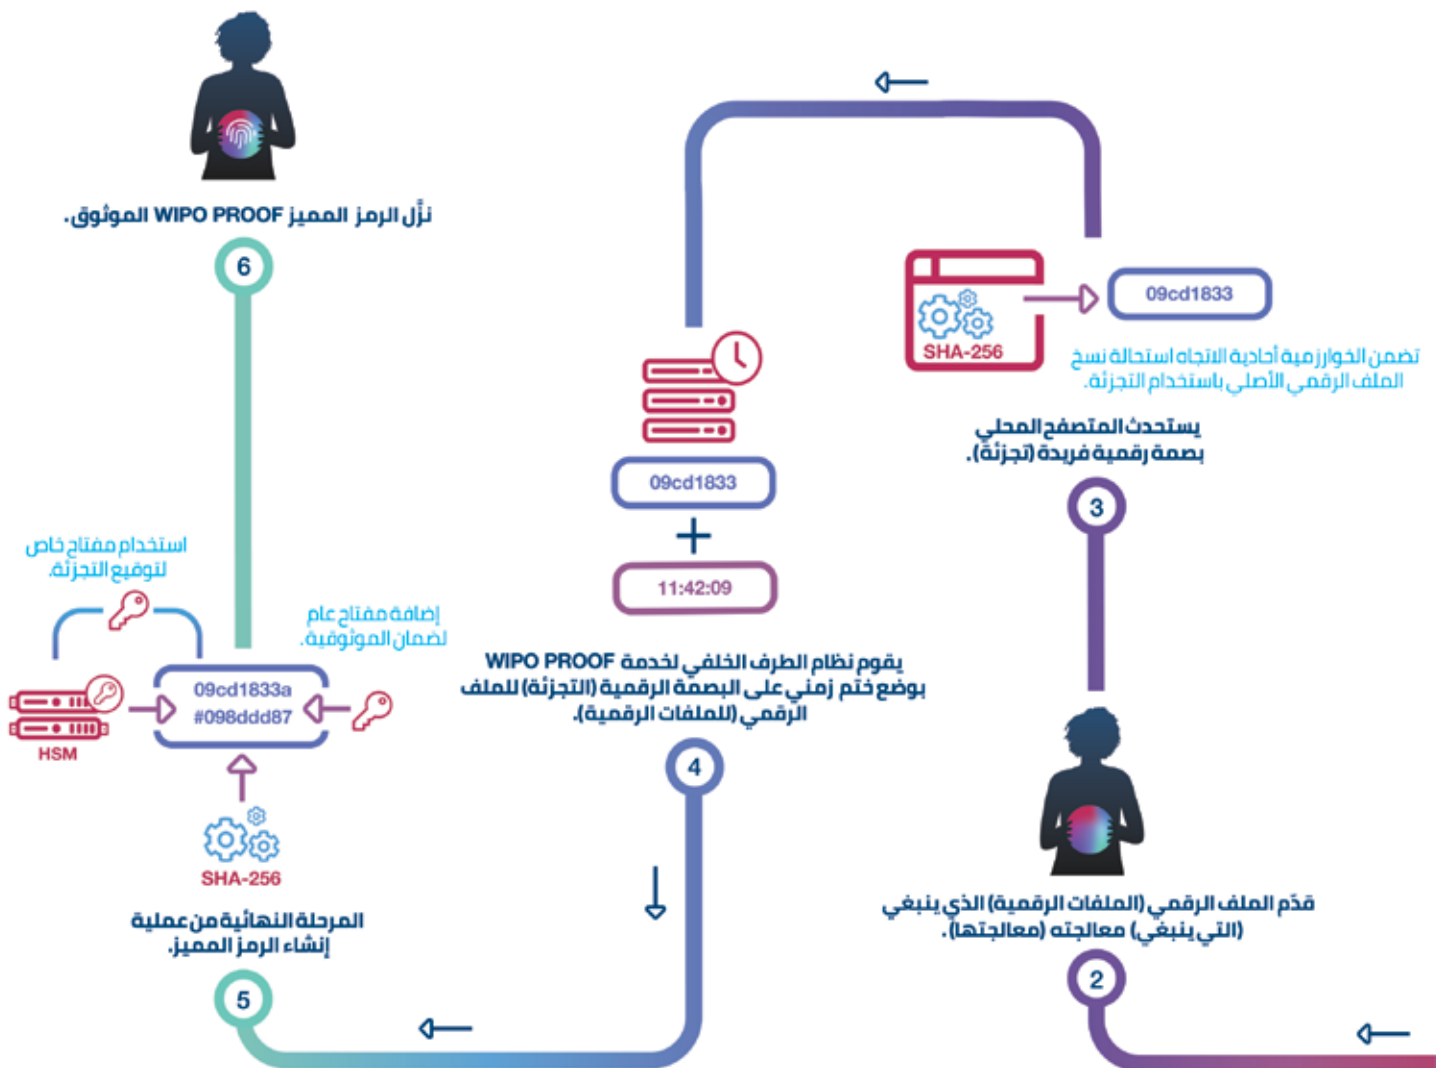 قدّم الملف الرقمي (الملفات الرقمية) الذي ينبغي
(التي ينبغي) معالجته (معالجتها).
2
SHA-256
09cd1833
تضمن الخوارزمية أحادية الاتجاه استحالة نسخ
الملف الرقمي الأصلي باستخدام التجزئة.
يستحدث المتصفح المحلي
بصمة رقمية فريدة (تجزئة).
3
09cd1833
+
11:42:09
يقوم نظام الطرف الخلفي لخدمة WIPO PROOF
بوضع ختم زمني على البصمة الرقمية (التجزئة) للملف
الرقمي (للملفات الرقمية).
4
استخدام مفتاح خاص
لتوقيع التجزئة.
إضافة مفتاح عام
لضمان الموثوقية.
09cd1833a
#098ddd87
HSM
SHA-256
المرحلة النهائية من عملية
إنشاء الرمز المميز.
5
نزّل الرمز المميز WIPO PROOF الموثوق.
6